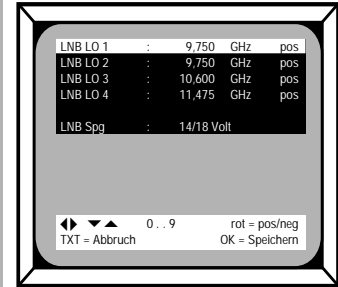 LNB LO 1 : 9,750 GHz pos
LNB LO 2 : 9,750 GHz pos
LNB LO 3 : 10,600 GHz pos
LNB LO 4 : 11,475 GHz pos
LNB Spg : 14/18 Volt
0 . . 9 rot = pos/neg
TXT = Abbruch OK = Speichern